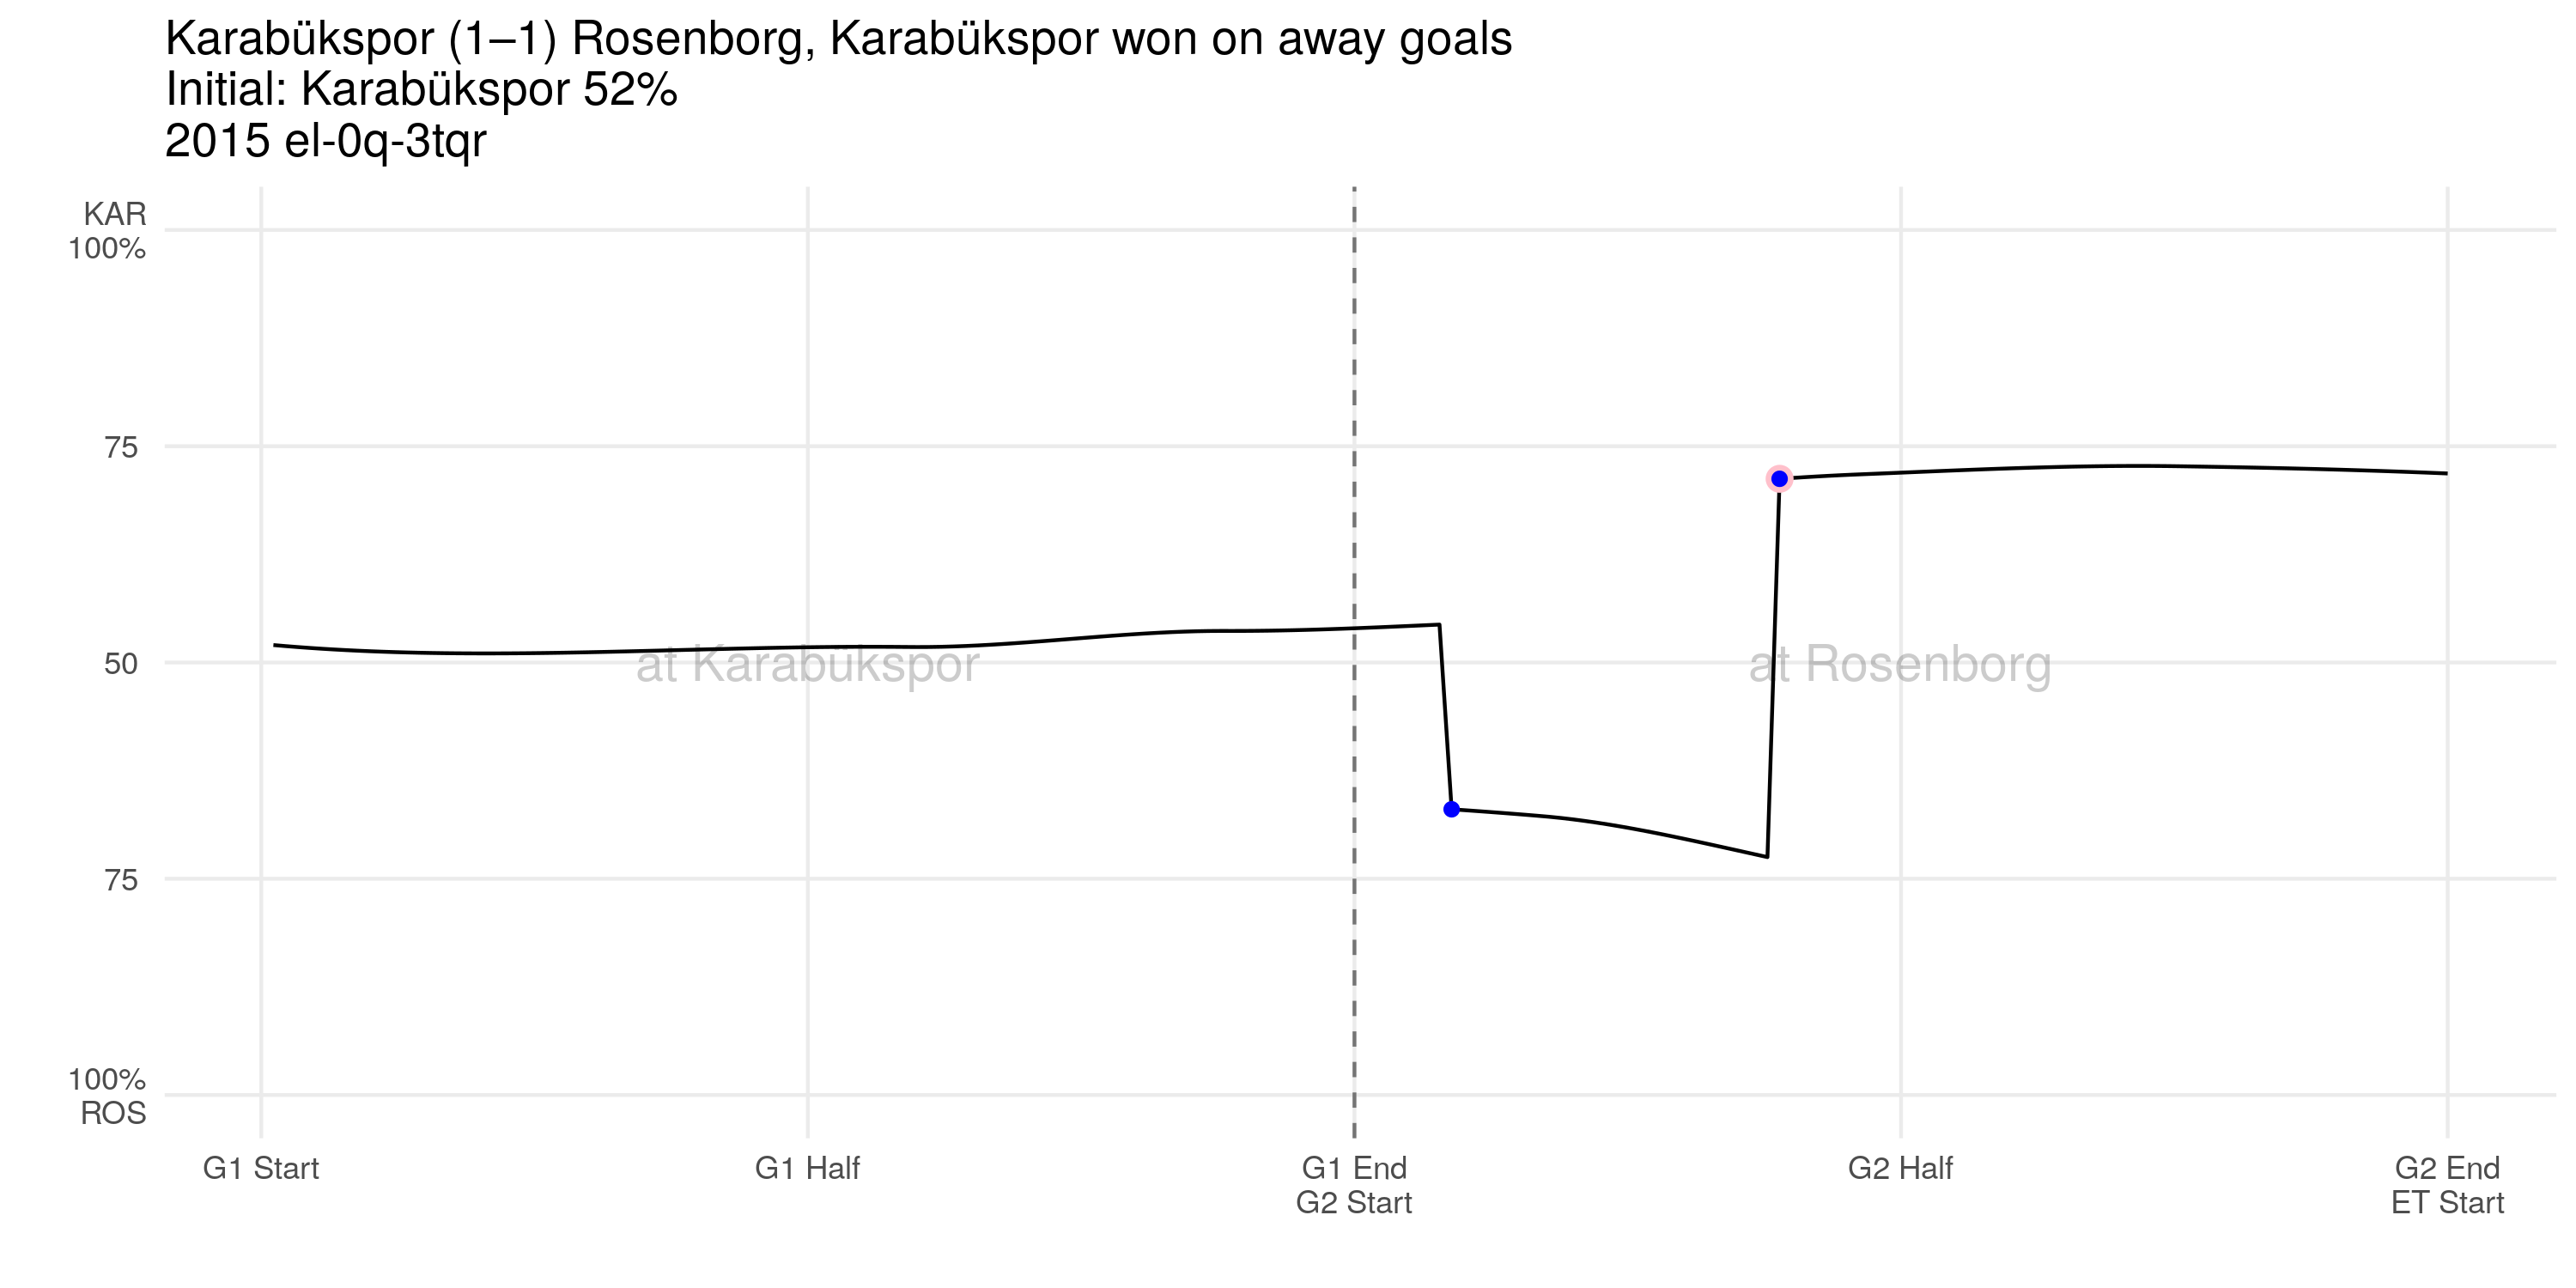 Karabükspor (1–1) Rosenborg, Karabükspor won on away goals
Initial: Karabükspor 52%
2015 el-0q-3tqr
KAR
100%
75
50
75
100%
ROS
at Karabükspor
at Rosenborg
G1 Start
G1 Half
G1 End
G2 Start
G2 Half
G2 End
ET Start